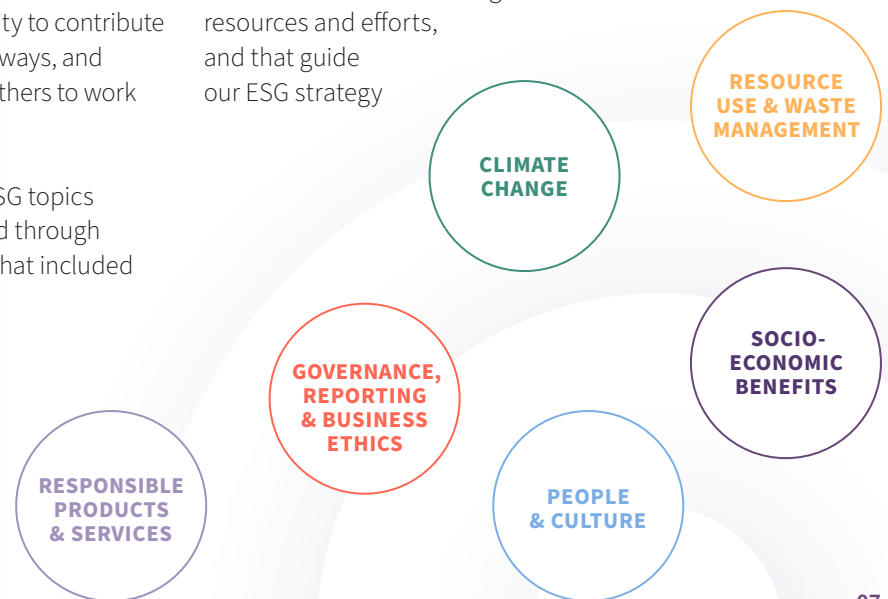 ity to contribute
ways, and
thers to work
SG topics
d through
hat included
resources and efforts,
and that guide
our ESG strategy
RESOURCE
USE & WASTE
MANAGEMENT
CLIMATE
CHANGE
SOCIO-
ECONOMIC
BENEFITS
GOVERNANCE,
REPORTING
& BUSINESS
ETHICS
PEOPLE
& CULTURE
RESPONSIBLE
PRODUCTS
& SERVICES